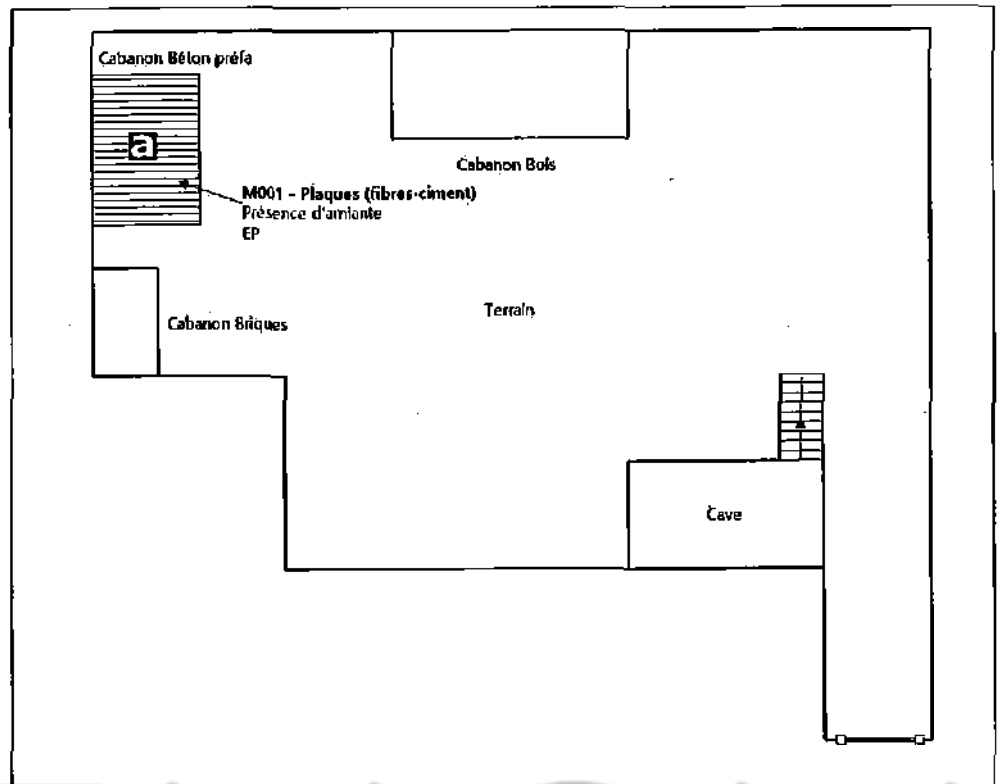 Cabanon Béton préfa
a
Cabanon Bois
M001 - Plaques (fibres-ciment)
Présence d'amiante
EP
Terrain
Cabanon Briques
Cave